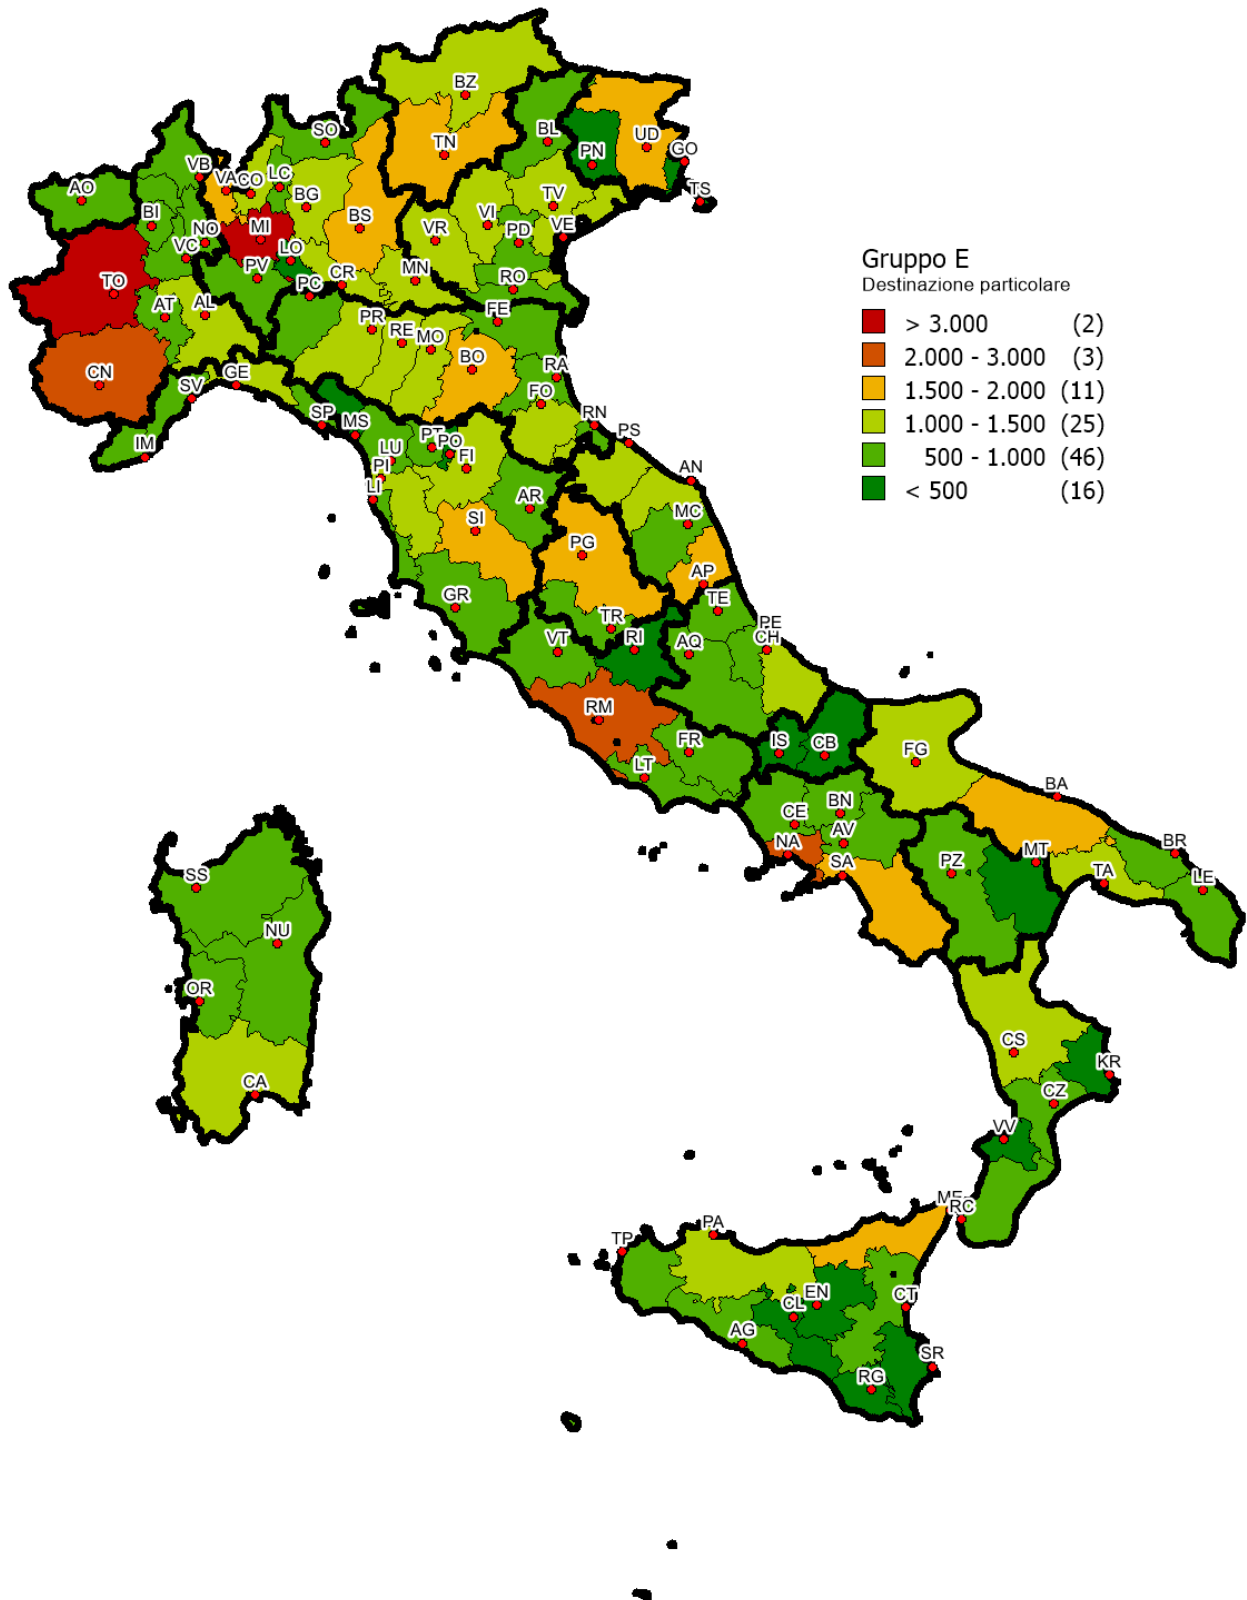 BZ
SO
TN
BL
UD
PN
GO
VB
VA
CO
LC
BG
AO
TS
BI
BS
TV
VI
VE
MI
NO
VR
PD
VC
LO
PV
TO
PC
CR
MN
RO
AT
AL
FE
PR
RE
MO
BO
CN
GE
SV
RA
FO
SP
MS
RN
PS
IM
PT
PO
LU
FI
PI
LI
AN
AR
MC
SI
PG
AP
GR
TE
TR
VT
RI
AQ
PE
CH
RM
FR
IS
CB
LT
FG
BA
CE
BN
AV
NA
SA
PZ
MT
TA
BR
LE
SS
NU
OR
CA
CS
KR
CZ
VV
RC
TP
PA
EN
CL
CT
AG
SR
RG
Gruppo E
Destinazione particolare
> 3.000 (2)
2.000 - 3.000 (3)
1.500 - 2.000 (11)
1.000 - 1.500 (25)
500 - 1.000 (46)
< 500 (16)